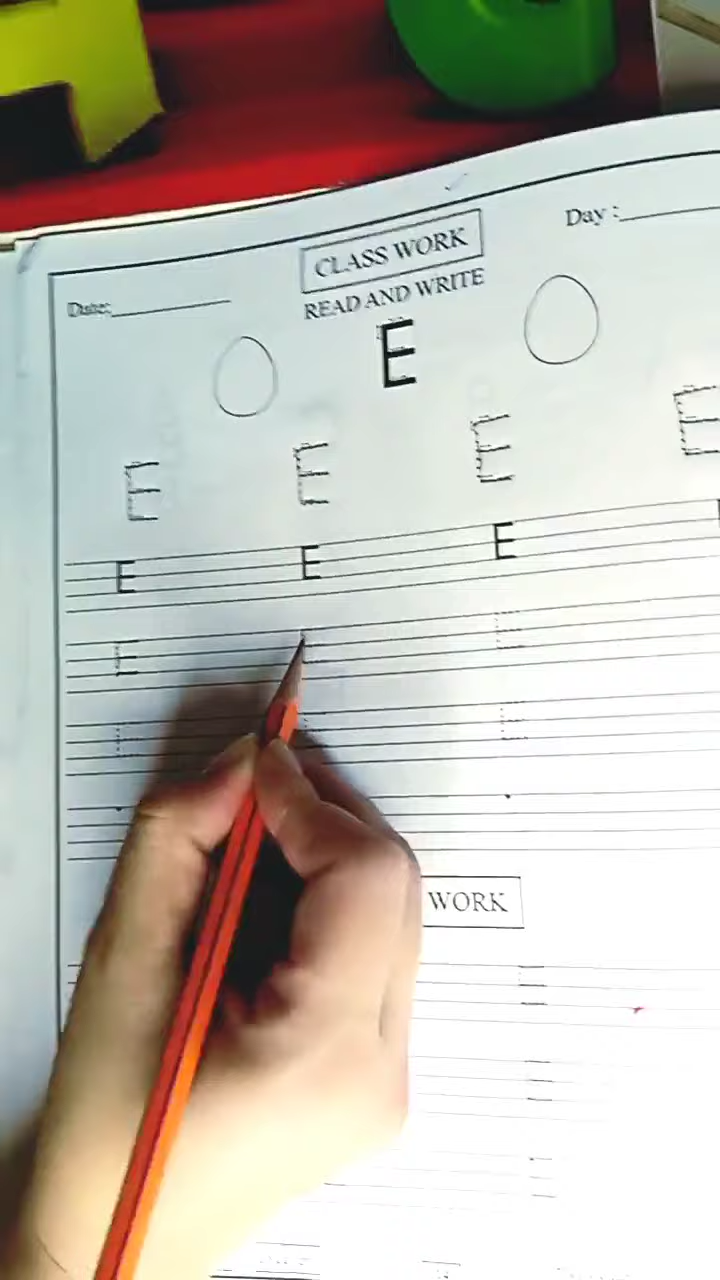 Day :
CLASS WORK
Date:
READ AND WRITE
E
E E E E
E E E
E E E
E E
WORK